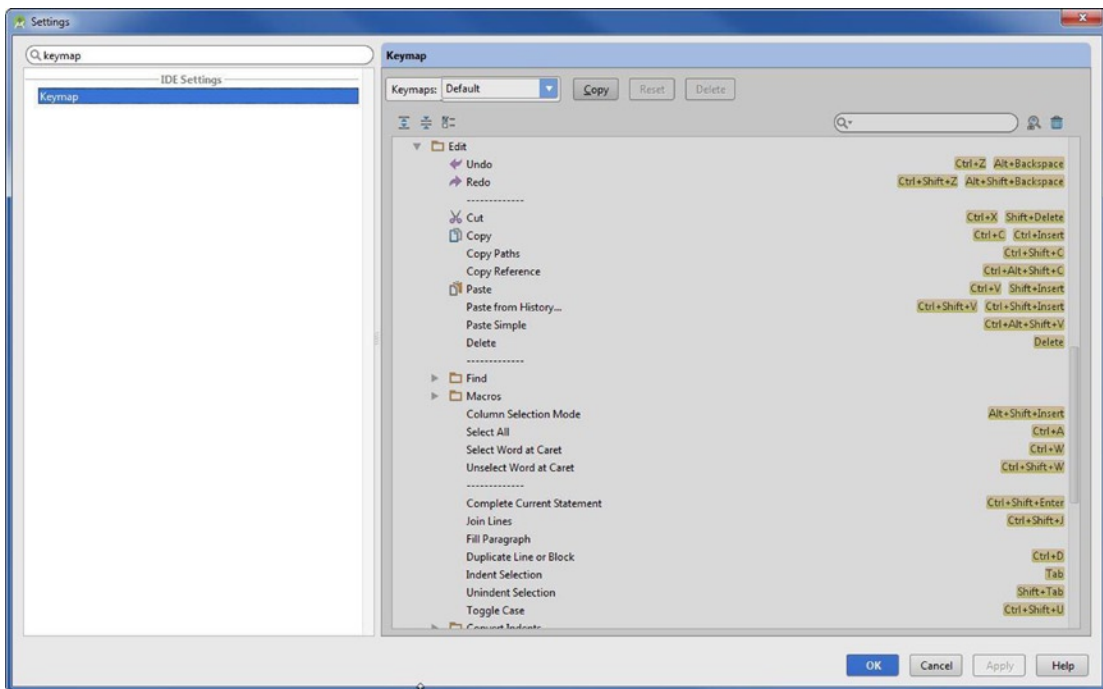 Settings
keymap
IDE Settings
Keymap
Keymap
Keymaps: Default Copy Reset Delete
Edit
Undo Ctrl+Z Alt+Backspace
Redo Ctrl+Shift+Z Alt+Shift+Backspace
-------------
Cut Ctrl+X Shift+Delete
Copy Ctrl+C Ctrl+Insert
Copy Paths Ctrl+Shift+C
Copy Reference Ctrl+Alt+Shift+C
Paste Ctrl+V Shift+Insert
Paste from History... Ctrl+Shift+V Ctrl+Shift+Insert
Paste Simple Ctrl+Alt+Shift+V
Delete Delete
-------------
Find
Macros
Column Selection Mode Alt+Shift+Insert
Select All Ctrl+A
Select Word at Caret Ctrl+W
Unselect Word at Caret Ctrl+Shift+W
-------------
Complete Current Statement Ctrl+Shift+Enter
Join Lines Ctrl+Shift+J
Fill Paragraph
Duplicate Line or Block Ctrl+D
Indent Selection Tab
Unindent Selection Shift+Tab
Toggle Case Ctrl+Shift+U
Convert Indents
OK Cancel Apply Help